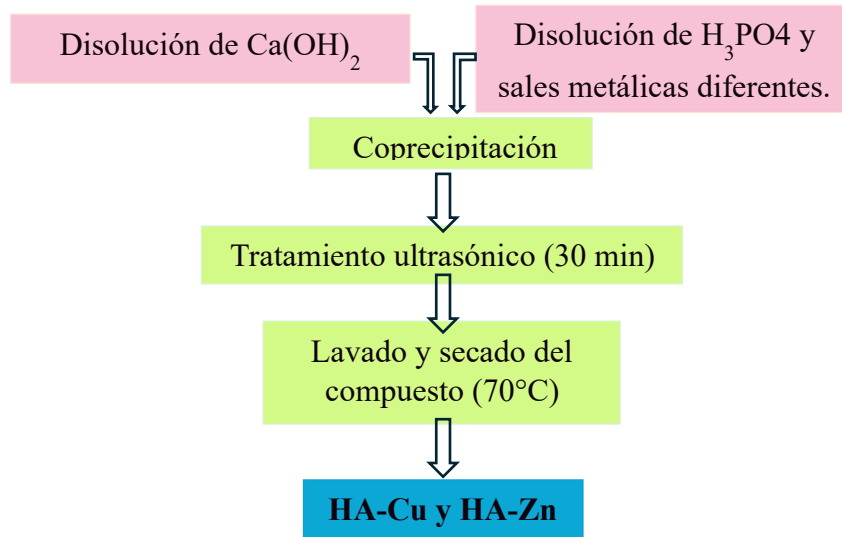 Disolución de Ca(OH)₂
Disolución de H₃PO4 y
sales metálicas diferentes.
Coprecipitación
Tratamiento ultrasónico (30 min)
Lavado y secado del
compuesto (70°C)
HA-Cu y HA-Zn